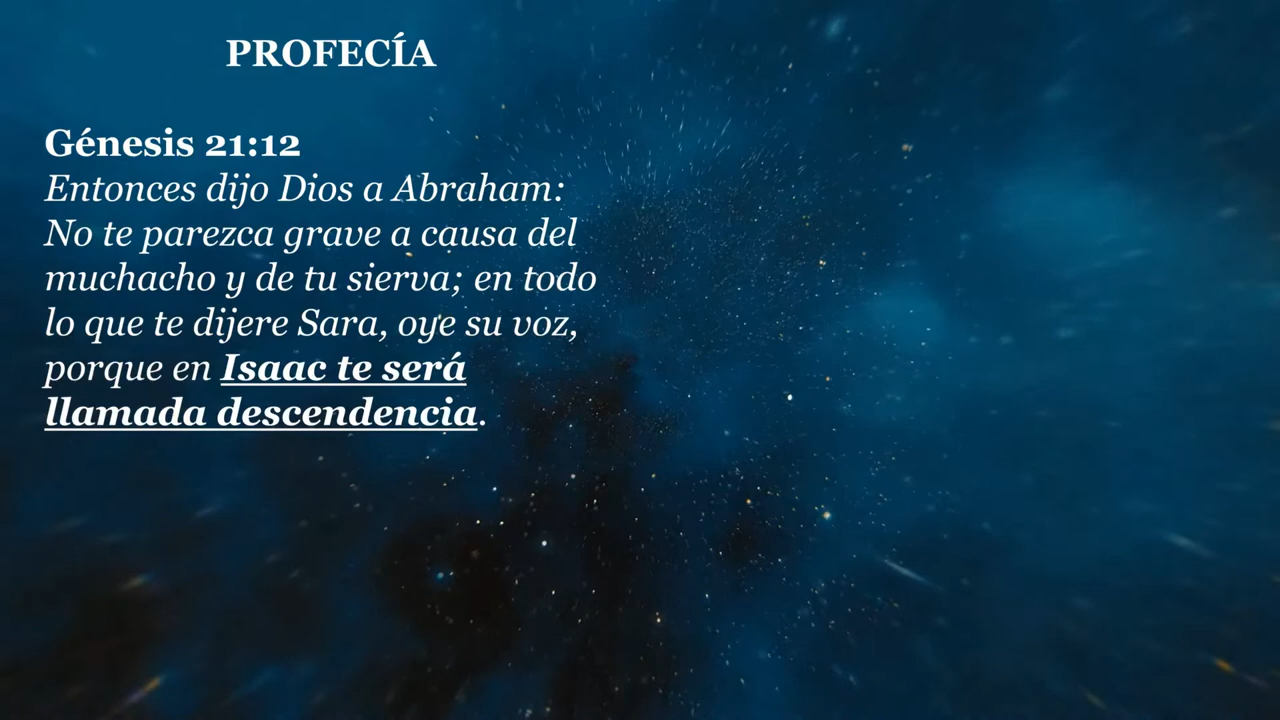 PROFECÍA
Génesis 21:12
Entonces dijo Dios a Abraham:
No te parezca grave a causa del
muchacho y de tu sierva; en todo
lo que te dijere Sara, oye su voz,
porque en Isaac te será
llamada descendencia.